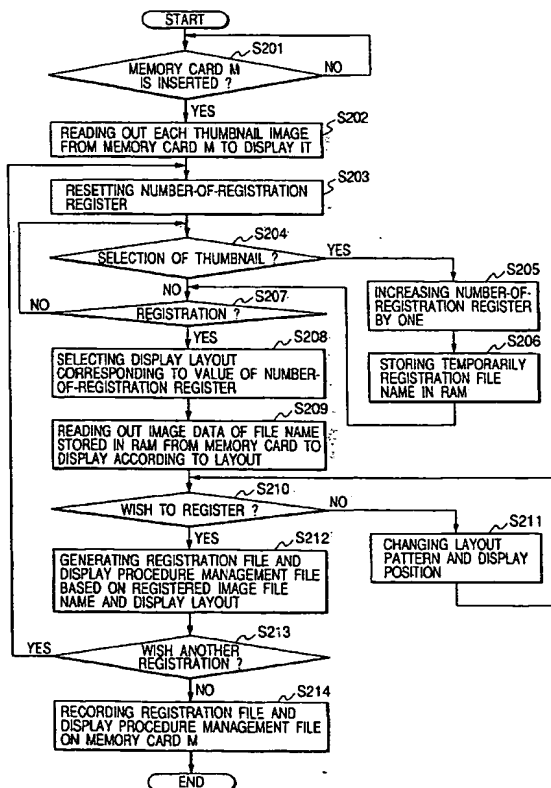 START
S201
MEMORY CARD M
IS INSERTED ?
NO
YES
S202
READING OUT EACH THUMBNAIL IMAGE
FROM MEMORY CARD M TO DISPLAY IT
S203
RESETTING NUMBER-OF-REGISTRATION
REGISTER
S204
SELECTION OF THUMBNAIL ?
YES
NO
S205
INCREASING NUMBER-OF-
REGISTRATION REGISTER
BY ONE
S206
STORING TEMPORARILY
REGISTRATION FILE
NAME IN RAM
S207
REGISTRATION ?
NO
YES
S208
SELECTING DISPLAY LAYOUT
CORRESPONDING TO VALUE OF NUMBER-
OF-REGISTRATION REGISTER
S209
READING OUT IMAGE DATA OF FILE NAME
STORED IN RAM FROM MEMORY CARD TO
DISPLAY ACCORDING TO LAYOUT
S210
WISH TO REGISTER ?
NO
YES
S211
CHANGING LAYOUT
PATTERN AND DISPLAY
POSITION
S212
GENERATING REGISTRATION FILE AND
DISPLAY PROCEDURE MANAGEMENT FILE
BASED ON REGISTERED IMAGE FILE
NAME AND DISPLAY LAYOUT
S213
WISH ANOTHER
REGISTRATION ?
YES
NO
S214
RECORDING REGISTRATION FILE AND
DISPLAY PROCEDURE MANAGEMENT FILE
ON MEMORY CARD M
END